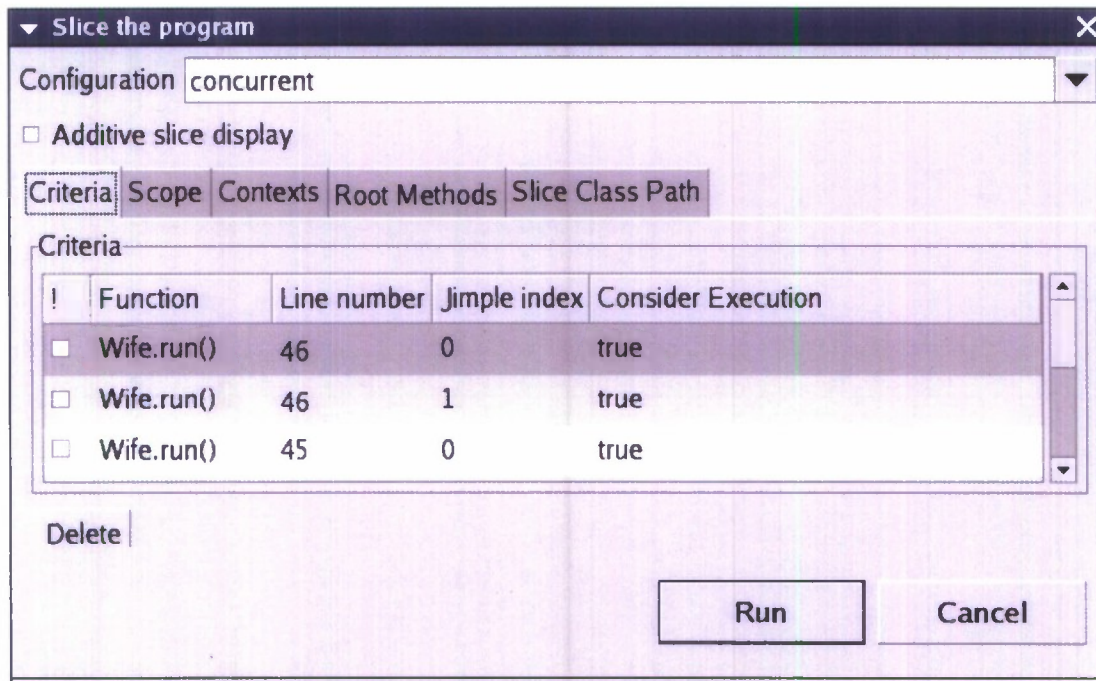 Slice the program
Configuration concurrent
Additive slice display
Criteria Scope Contexts Root Methods Slice Class Path
Criteria
! Function Line number Jimple index Consider Execution
Wife.run() 46 0 true
Wife.run() 46 1 true
Wife.run() 45 0 true
Delete
Run Cancel